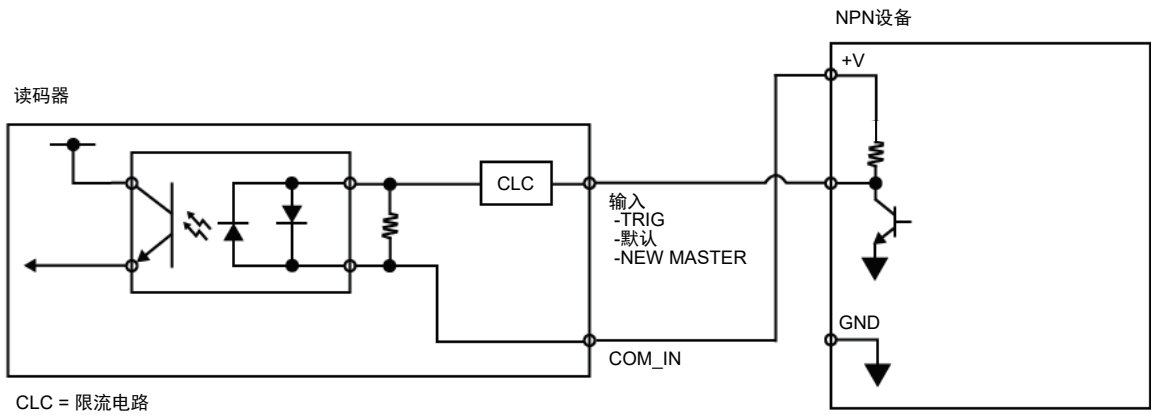 NPN设备
+V
读码器
CLC
输入
-TRIG
-默认
-NEW MASTER
GND
COM_IN
CLC = 限流电路